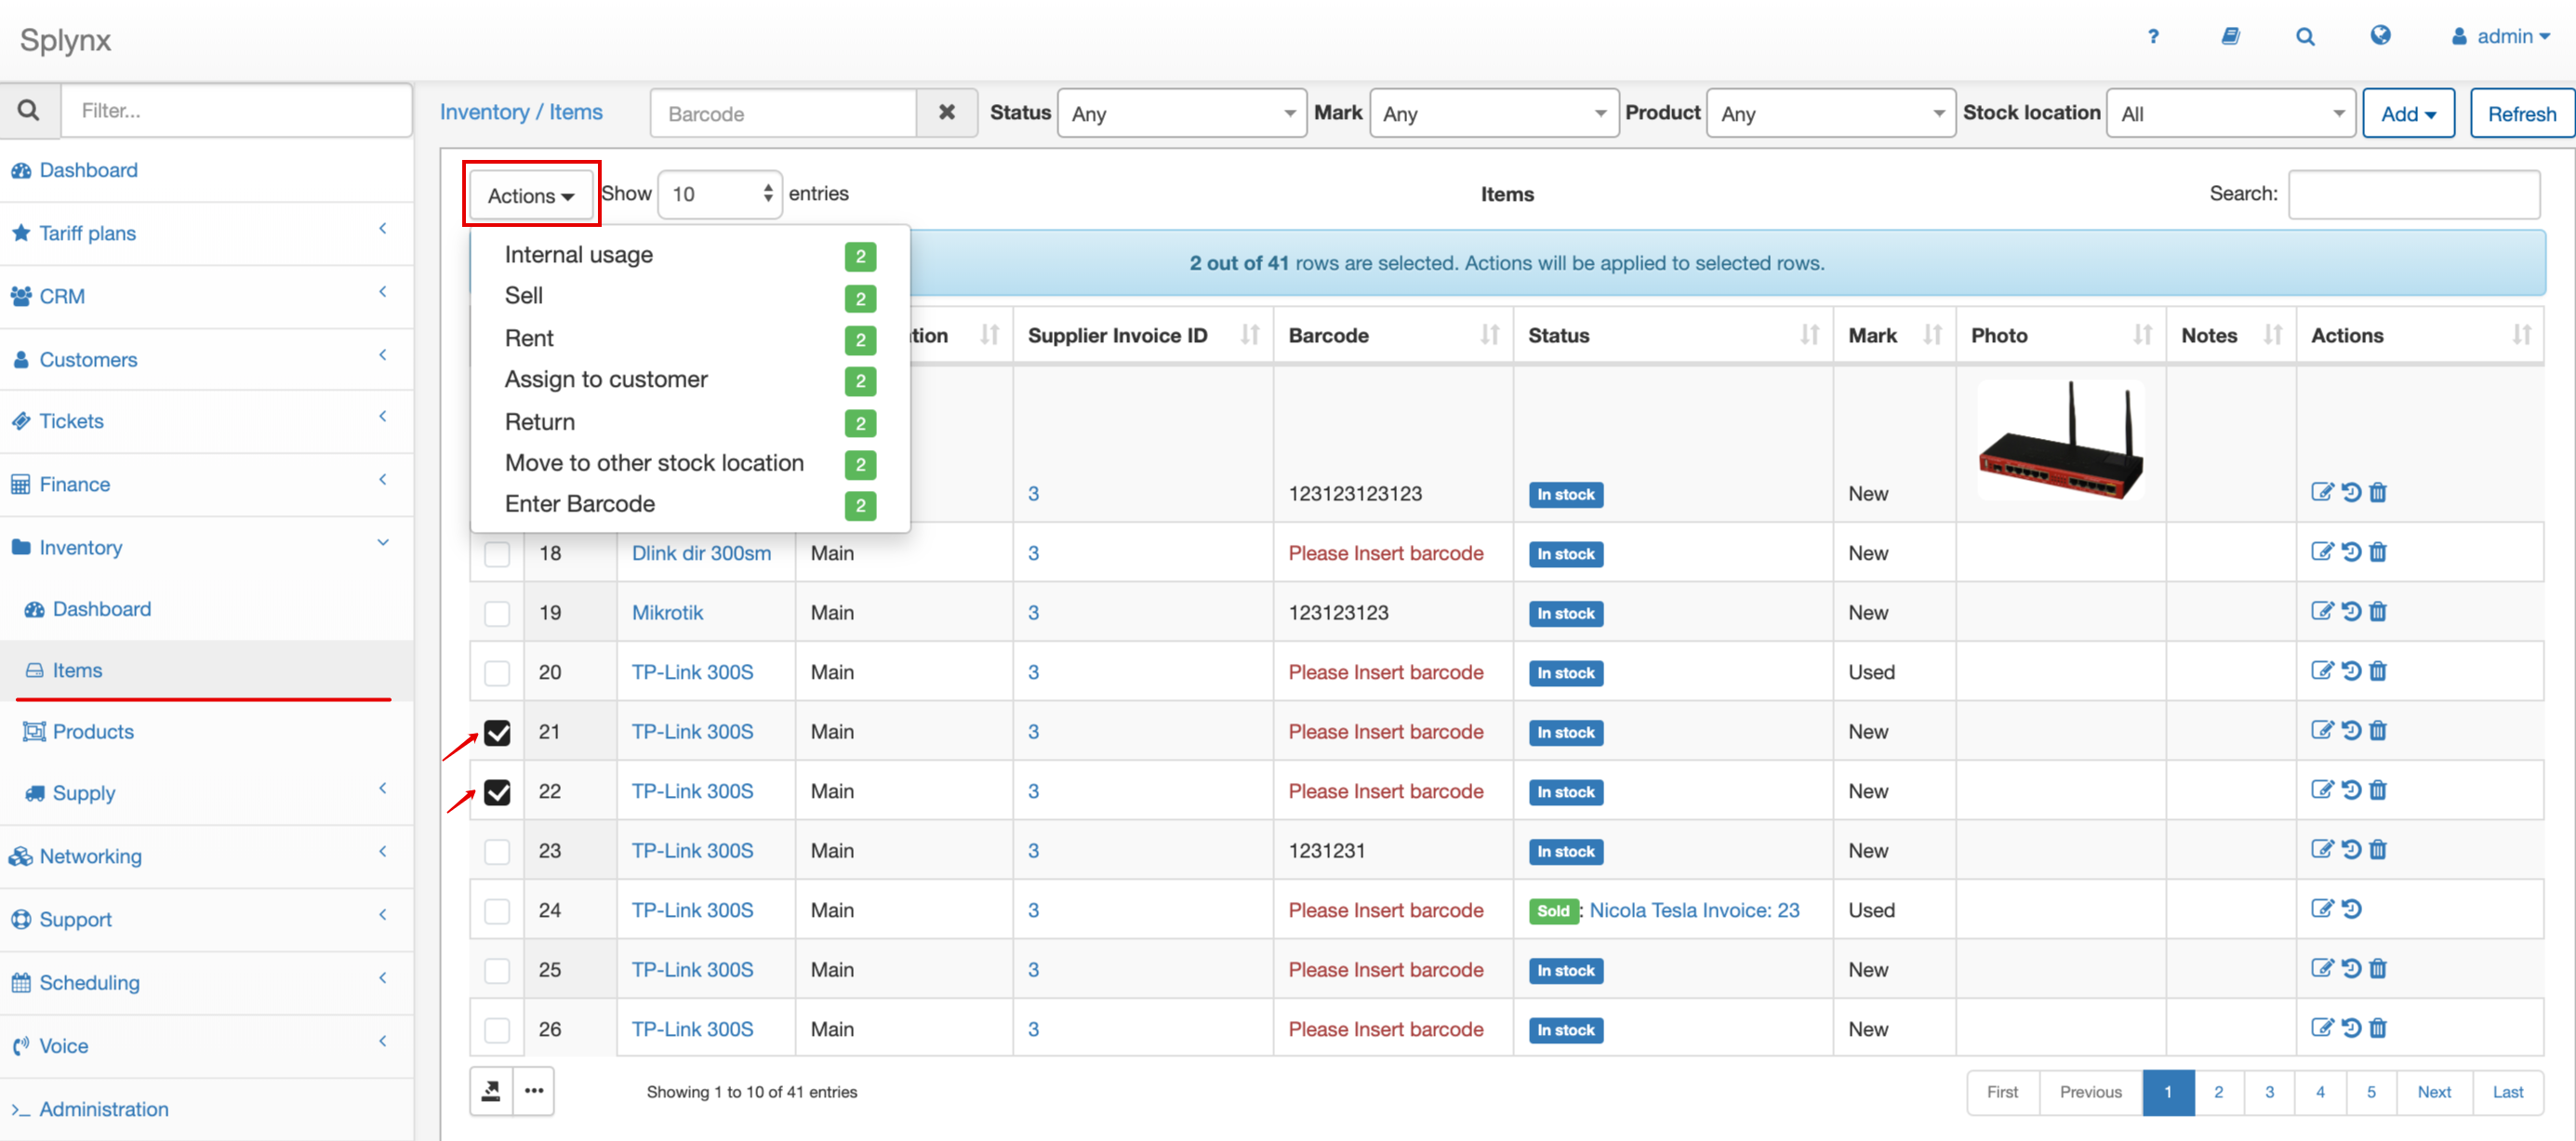 Splynx
? admin
Filter...
Inventory / Items Barcode Status Any Mark Any Product Any Stock location All Add Refresh
Dashboard
Tariff plans
CRM
Customers
Tickets
Finance
Inventory
Dashboard
Items
Products
Supply
Networking
Support
Scheduling
Voice
Administration
Actions Show 10 entries Items Search:
2 out of 41 rows are selected. Actions will be applied to selected rows.
Internal usage 2
Sell 2
Rent 2
Assign to customer 2
Return 2
Move to other stock location 2
Enter Barcode 2
tion Supplier Invoice ID Barcode Status Mark Photo Notes Actions
3 123123123123 In stock New
18 Dlink dir 300sm Main 3 Please Insert barcode In stock New
19 Mikrotik Main 3 123123123 In stock New
20 TP-Link 300S Main 3 Please Insert barcode In stock Used
21 TP-Link 300S Main 3 Please Insert barcode In stock New
22 TP-Link 300S Main 3 Please Insert barcode In stock New
23 TP-Link 300S Main 3 1231231 In stock New
24 TP-Link 300S Main 3 Please Insert barcode Sold : Nicola Tesla Invoice: 23 Used
25 TP-Link 300S Main 3 Please Insert barcode In stock New
26 TP-Link 300S Main 3 Please Insert barcode In stock New
Showing 1 to 10 of 41 entries First Previous 1 2 3 4 5 Next Last